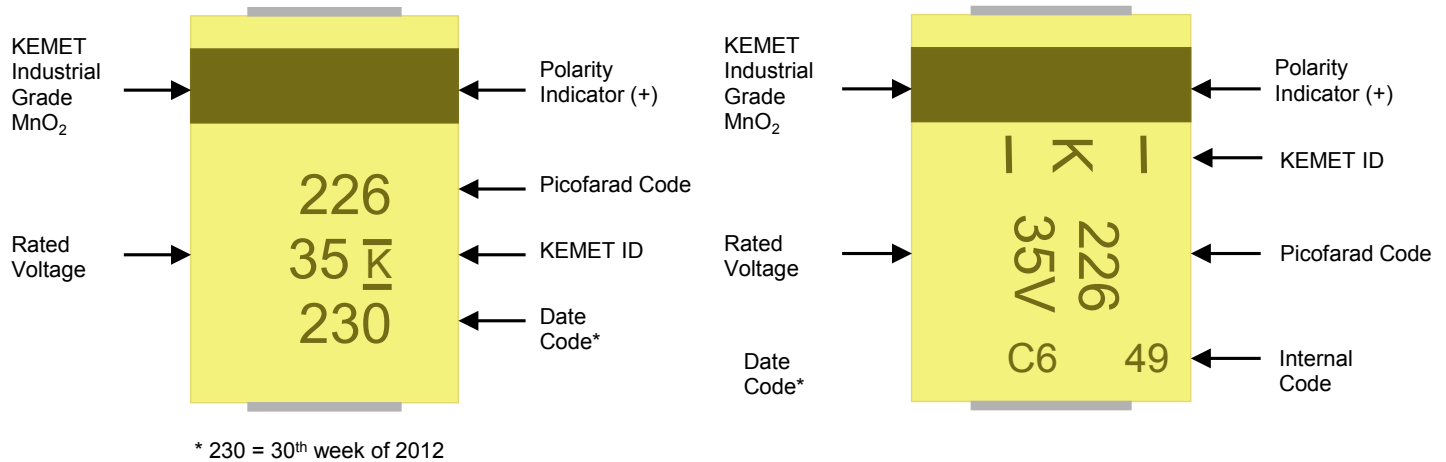 KEMET
Industrial
Grade
MnO₂
Polarity
Indicator (+)
226
Picofarad Code
Rated
Voltage
35 K
KEMET ID
230
Date
Code*
* 230 = 30th week of 2012
KEMET
Industrial
Grade
MnO₂
Polarity
Indicator (+)
K
KEMET ID
Rated
Voltage
226
35V
Picofarad Code
Date
Code*
C6 49
Internal
Code